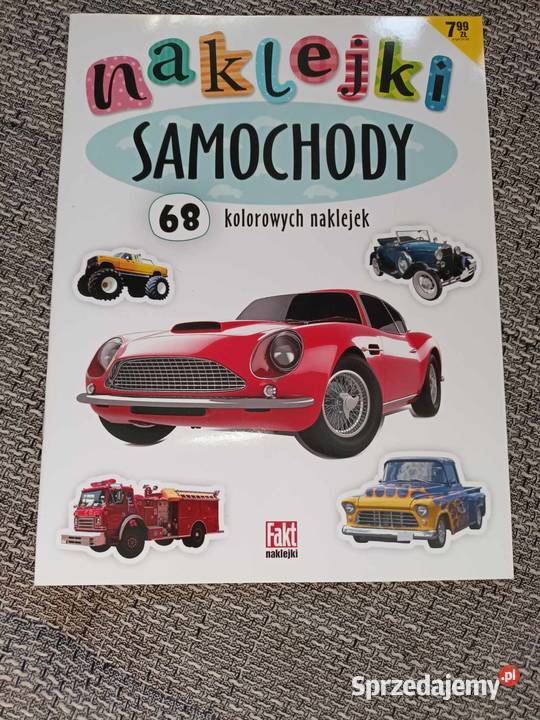 naklejki
7 99
ZŁ
SAMOCHODY
68 kolorowych naklejek
Fakt
naklejki
Sprzedajemy.pl